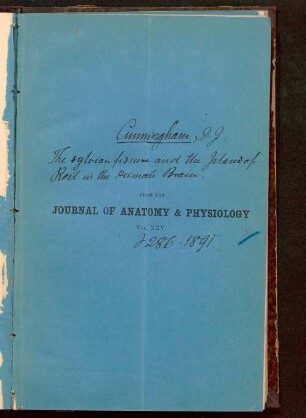 Cunningham, D J.
The sylvian fissure and the Island of
Reil in the Primate Brain.
FROM THE
JOURNAL OF ANATOMY & PHYSIOLOGY
VOL. XXV
286 - 1891